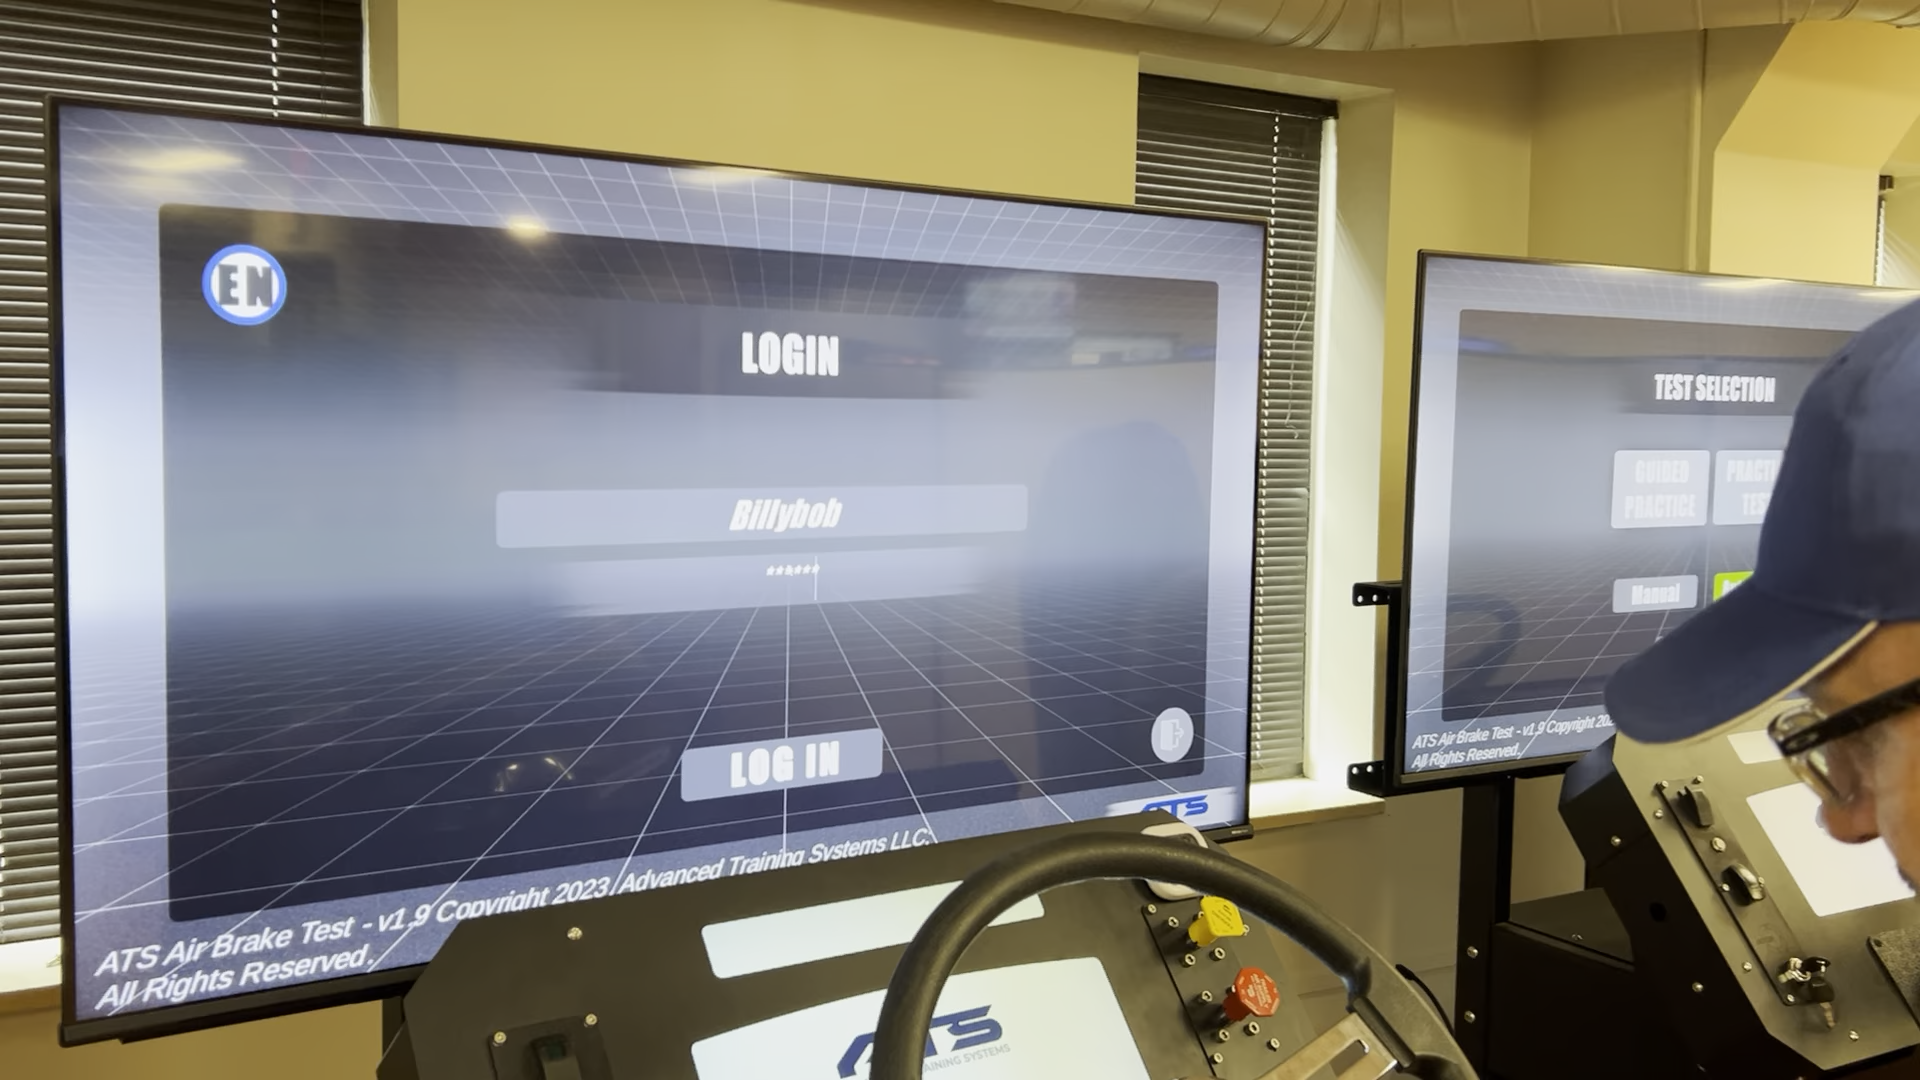 EN
LOGIN
Billybob
******
LOG IN
ATS
ATS Air Brake Test - v1.9 Copyright 2023 Advanced Training Systems LLC.
All Rights Reserved.
ATS
TRAINING SYSTEMS
TEST SELECTION
GUIDED
PRACTICE
Manual
ATS Air Brake Test - v1.9 Copyright
All Rights Reserved.